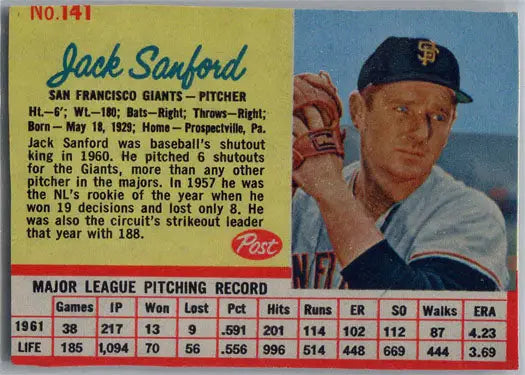 No.141
Jack Sanford
SAN FRANCISCO GIANTS — PITCHER
Ht.—6'; Wt.—180; Bats—Right; Throws—Right;
Born — May 18, 1929; Home — Prospectville, Pa.
Jack Sanford was baseball's shutout
king in 1960. He pitched 6 shutouts
for the Giants, more than any other
pitcher in the majors. In 1957 he was
the NL's rookie of the year when he
won 19 decisions and lost only 8. He
was also the circuit's strikeout leader
that year with 188.
Post
SF
MAJOR LEAGUE PITCHING RECORD
Games IP Won Lost Pct Hits Runs ER SO Walks ERA
1961 38 217 13 9 .591 201 114 102 112 87 4.23
LIFE 185 1,094 70 56 .556 996 514 448 669 444 3.69